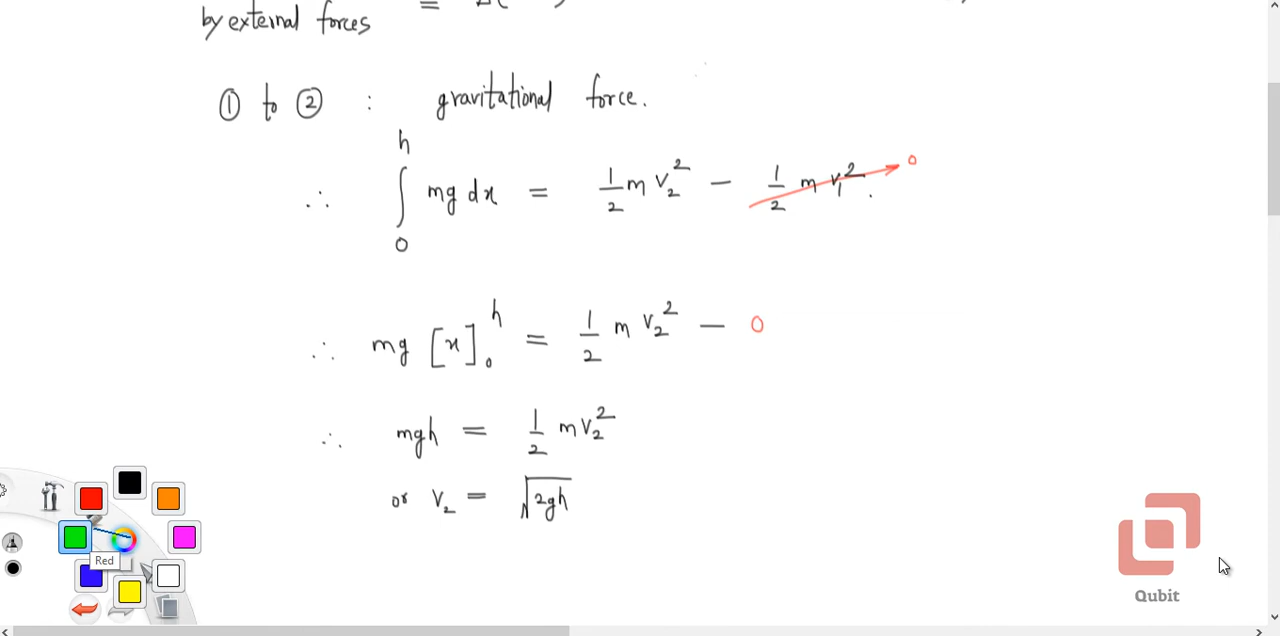 by external forces =
① to ② : gravitational force.
∴ ∫₀ʰ mg dx = 1/2 m v₂² − 1/2 m v₁². 0
∴ mg [x]₀ʰ = 1/2 m v₂² − 0
∴ mgh = 1/2 m v₂²
or v₂ = √2gh
Red
Qubit